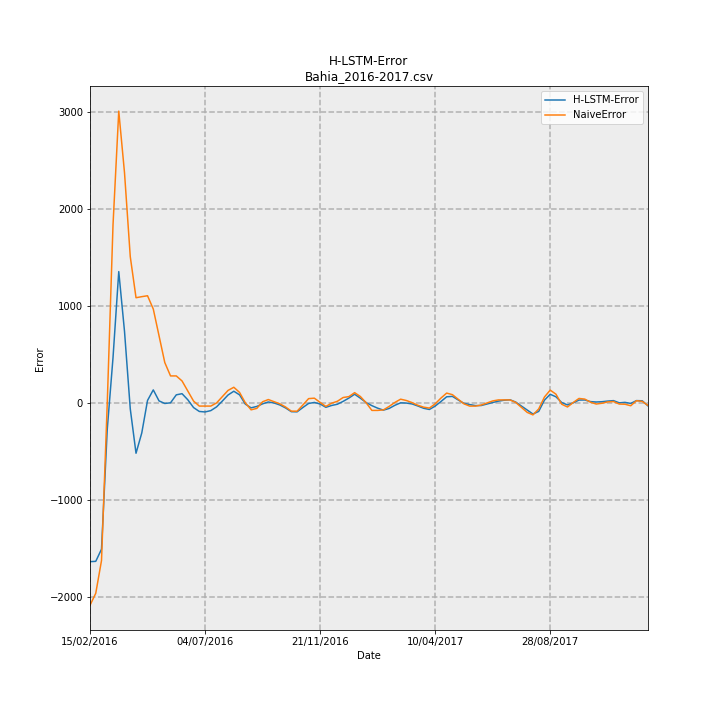 H-LSTM-Error
Bahia_2016-2017.csv
H-LSTM-Error
NaiveError
3000
2000
1000
0
−1000
−2000
Error
15/02/2016 04/07/2016 21/11/2016 10/04/2017 28/08/2017
Date